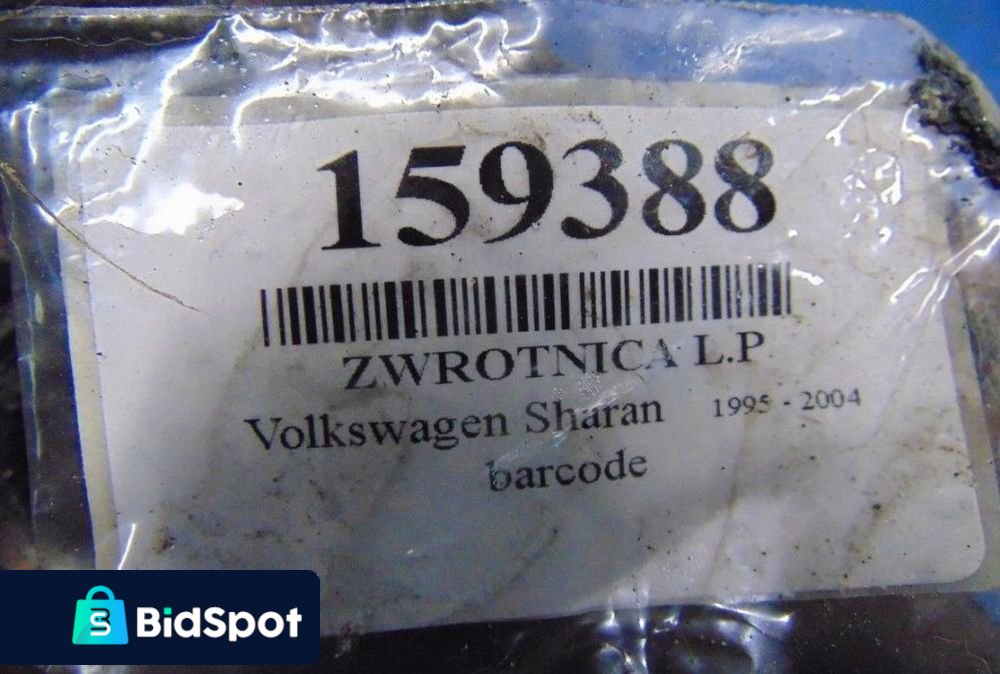 159388
ZWROTNICA L.P
Volkswagen Sharan 1995 - 2004
barcode
BidSpot